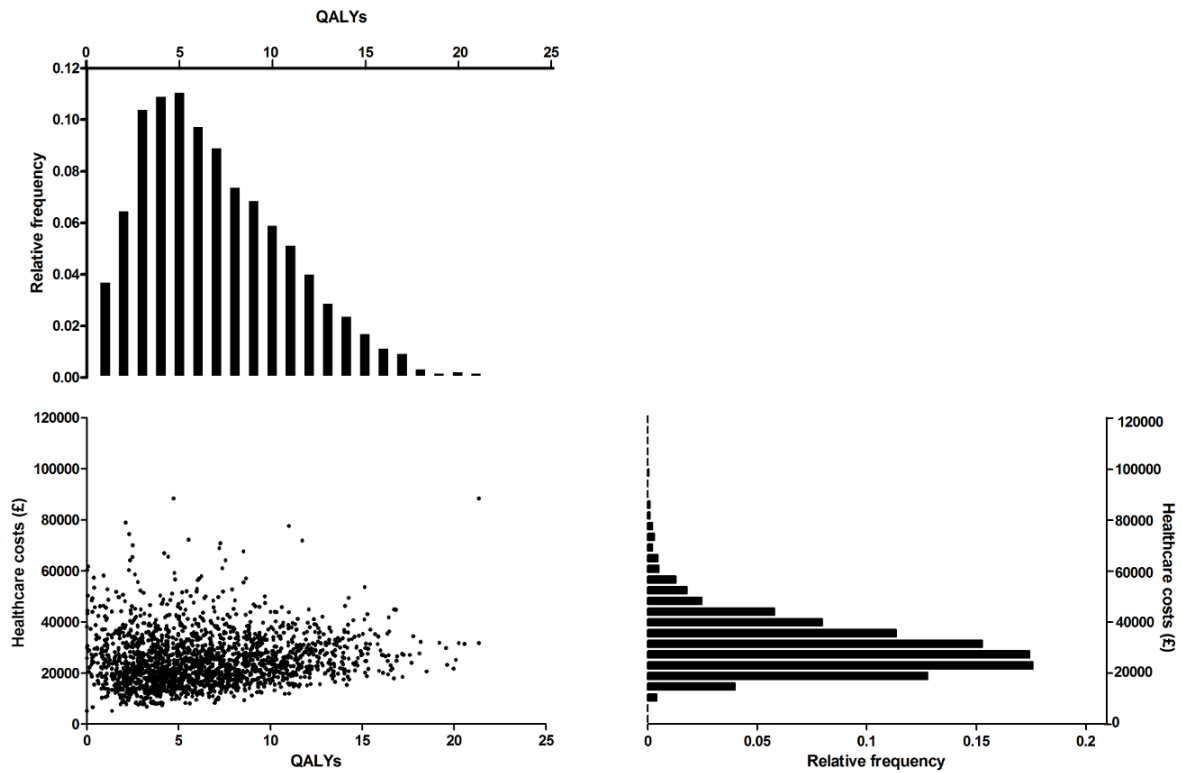 QALYs
0 5 10 15 20 25
0.12
0.10
0.08
0.06
0.04
0.02
0.00
Relative frequency
120000
100000
80000
60000
40000
20000
0
Healthcare costs (£)
0 5 10 15 20 25
QALYs
120000
100000
80000
60000
40000
20000
0
Healthcare costs (£)
0 0.05 0.1 0.15 0.2
Relative frequency